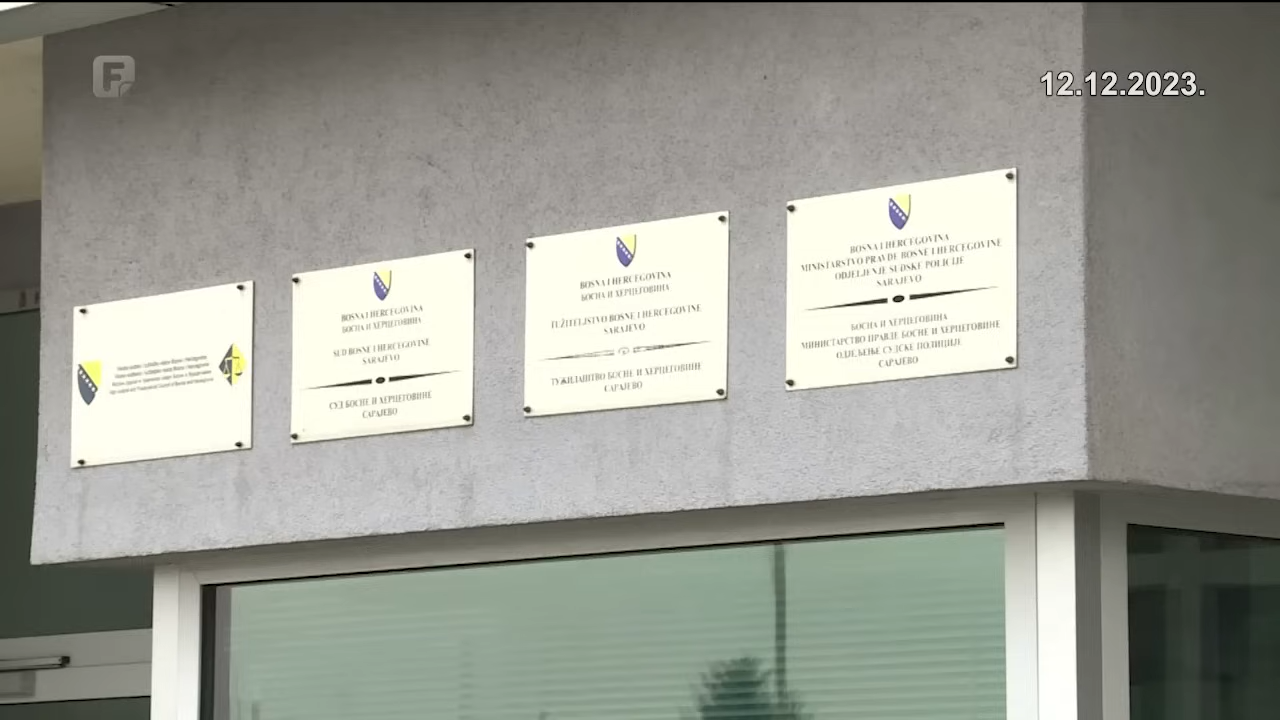 F
12.12.2023.
BOSNA I HERCEGOVINA
БОСНА И ХЕРЦЕГОВИНА
SUD BOSNE I HERCEGOVINE
SARAJEVO
СУД БОСНЕ И ХЕРЦЕГОВИНЕ
САРАЈЕВО
BOSNA I HERCEGOVINA
БОСНА И ХЕРЦЕГОВИНА
TUŽITELJSTVO BOSNE I HERCEGOVINE
SARAJEVO
ТУЖИЛАШТВО БОСНЕ И ХЕРЦЕГОВИНЕ
САРАЈЕВО
BOSNA I HERCEGOVINA
MINISTARSTVO PRAVDE BOSNE I HERCEGOVINE
ODJELJENJE SUDSKE POLICIJE
SARAJEVO
БОСНА И ХЕРЦЕГОВИНА
МИНИСТАРСТВО ПРАВДЕ БОСНЕ И ХЕРЦЕГОВИНЕ
ОДЈЕЉЕЊЕ СУДСКЕ ПОЛИЦИЈЕ
САРАЈЕВО